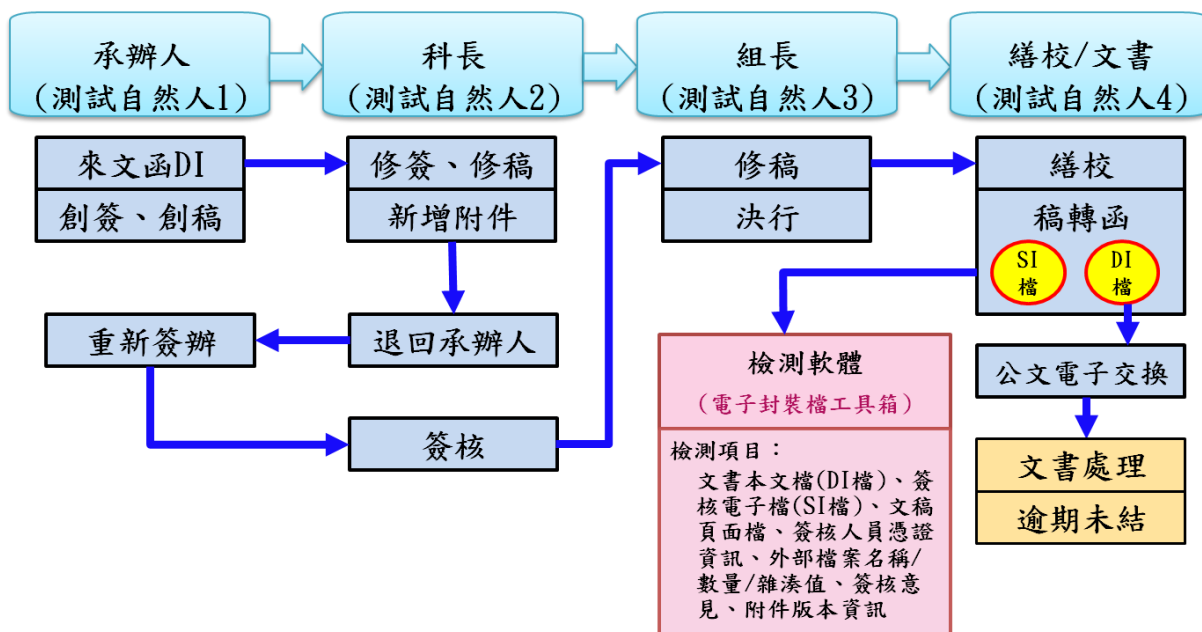 承辦人
(測試自然人1)
科長
(測試自然人2)
組長
(測試自然人3)
繕校/文書
(測試自然人4)
來文函DI
創簽、創稿
修簽、修稿
新增附件
修稿
決行
繕校
稿轉函
SI
檔
DI
檔
重新簽辦
退回承辦人
簽核
檢測軟體
(電子封裝檔工具箱)
檢測項目：
文書本文檔(DI檔)、簽
核電子檔(SI檔)、文稿
頁面檔、簽核人員憑證
資訊、外部檔案名稱/
數量/雜湊值、簽核意
見、附件版本資訊
公文電子交換
文書處理
逾期未結